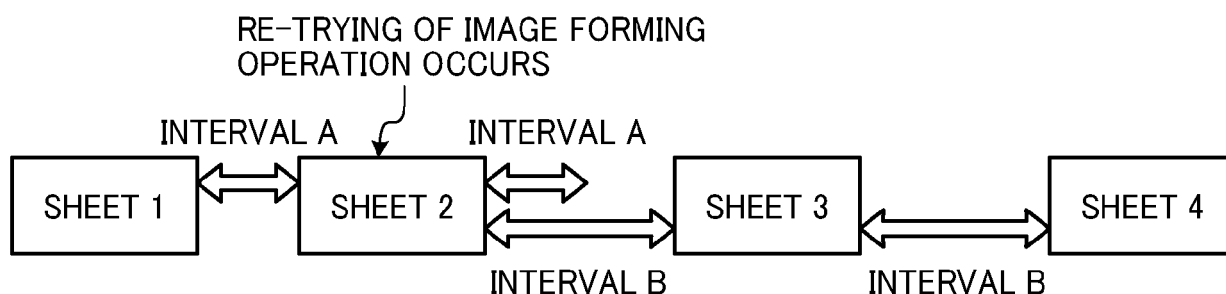 RE-TRYING OF IMAGE FORMING
OPERATION OCCURS
INTERVAL A
INTERVAL A
SHEET 1
SHEET 2
SHEET 3
SHEET 4
INTERVAL B
INTERVAL B